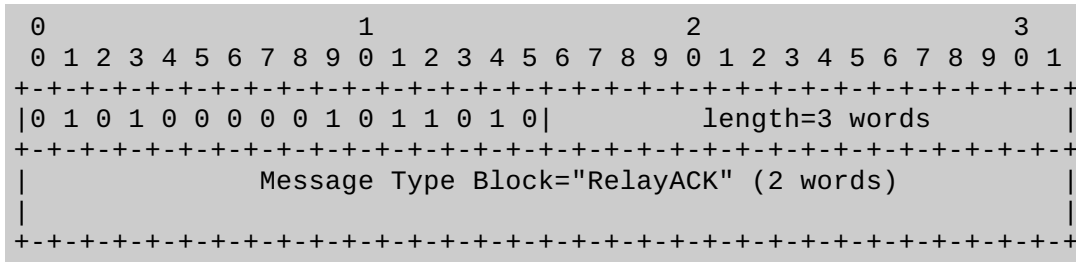 0                   1                   2                   3
 0 1 2 3 4 5 6 7 8 9 0 1 2 3 4 5 6 7 8 9 0 1 2 3 4 5 6 7 8 9 0 1
+-+-+-+-+-+-+-+-+-+-+-+-+-+-+-+-+-+-+-+-+-+-+-+-+-+-+-+-+-+-+-+-+
|0 1 0 1 0 0 0 0 0 1 0 1 1 0 1 0|         length=3 words        |
+-+-+-+-+-+-+-+-+-+-+-+-+-+-+-+-+-+-+-+-+-+-+-+-+-+-+-+-+-+-+-+-+
|              Message Type Block="RelayACK" (2 words)          |
|                                                               |
+-+-+-+-+-+-+-+-+-+-+-+-+-+-+-+-+-+-+-+-+-+-+-+-+-+-+-+-+-+-+-+-+